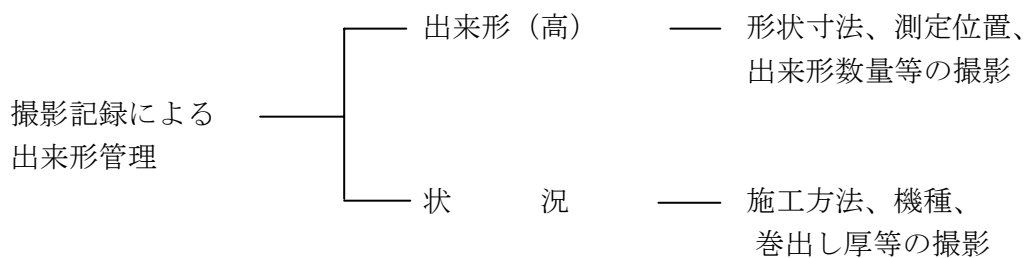 出来形（高）
形状寸法、測定位置、
出来形数量等の撮影
撮影記録による
出来形管理
状　　況
施工方法、機種、
巻出し厚等の撮影